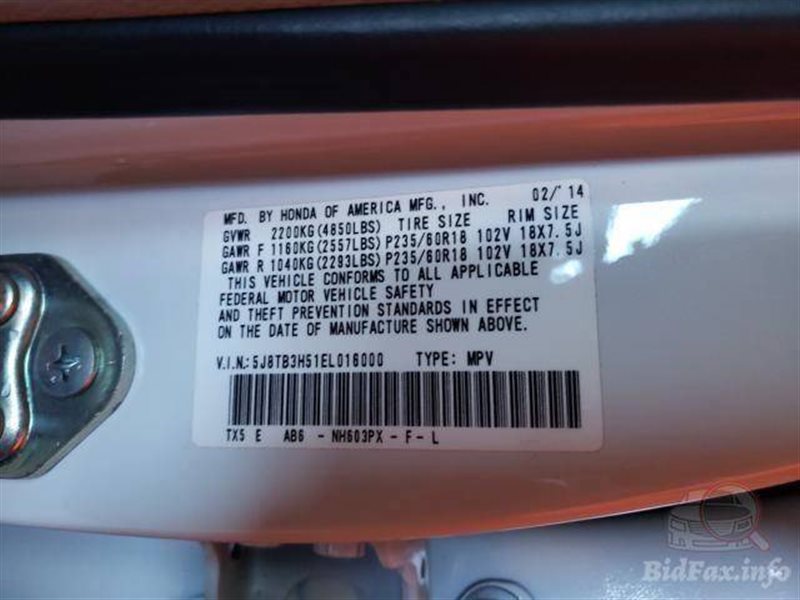 MFD. BY HONDA OF AMERICA MFG., INC. 02/'14
GVWR 2200KG(4850LBS) TIRE SIZE RIM SIZE
GAWR F 1160KG(2557LBS) P235/60R18 102V 18X7.5J
GAWR R 1040KG(2293LBS) P235/60R18 102V 18X7.5J
THIS VEHICLE CONFORMS TO ALL APPLICABLE
FEDERAL MOTOR VEHICLE SAFETY
AND THEFT PREVENTION STANDARDS IN EFFECT
ON THE DATE OF MANUFACTURE SHOWN ABOVE.
V.I.N.: 5J8TB3H51EL016000 TYPE: MPV
TX5 E AB6 - NH603PX - F - L
BidFax.info